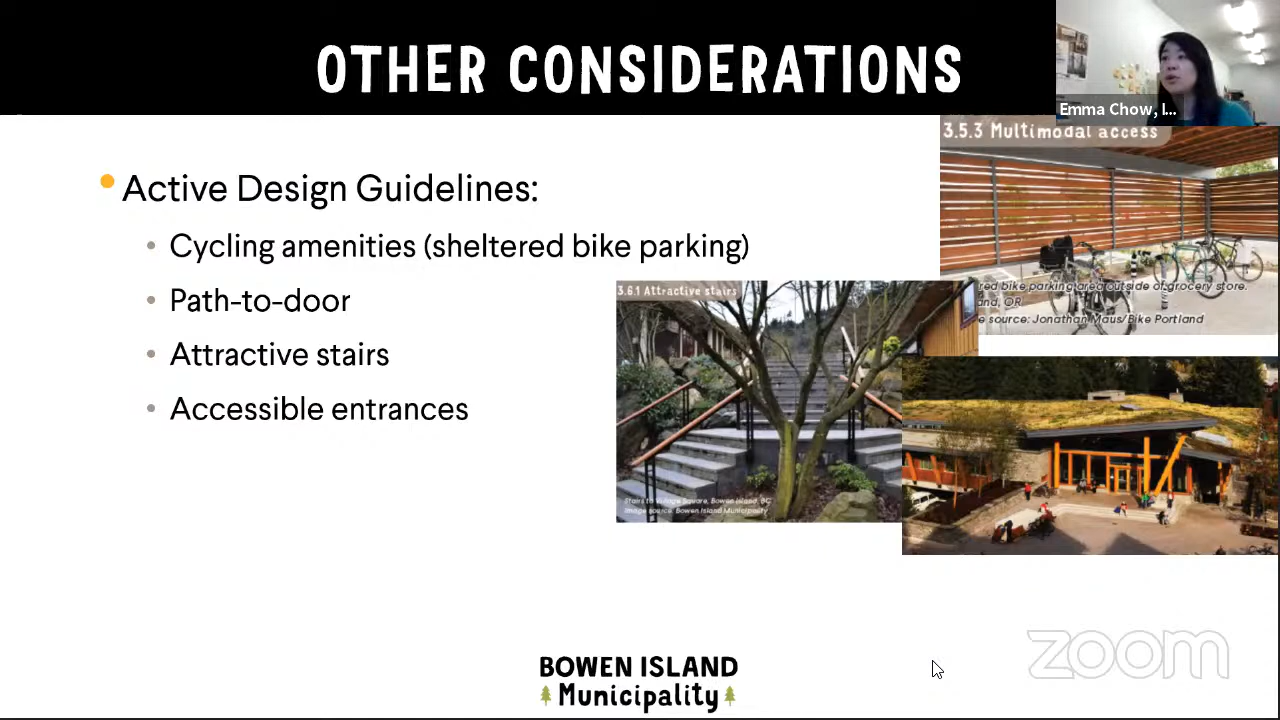 OTHER CONSIDERATIONS
Emma Chow, I...
3.5.3 Multimodal access
Active Design Guidelines:
Cycling amenities (sheltered bike parking)
Path-to-door
Attractive stairs
Accessible entrances
red bike parking area outside of grocery store.
and, OR
e source: Jonathan Maus/Bike Portland
3.6.1 Attractive stairs
Stairs to Village Square, Bowen Island, BC
Image source: Bowen Island Municipality
BOWEN ISLAND
Municipality
zoom